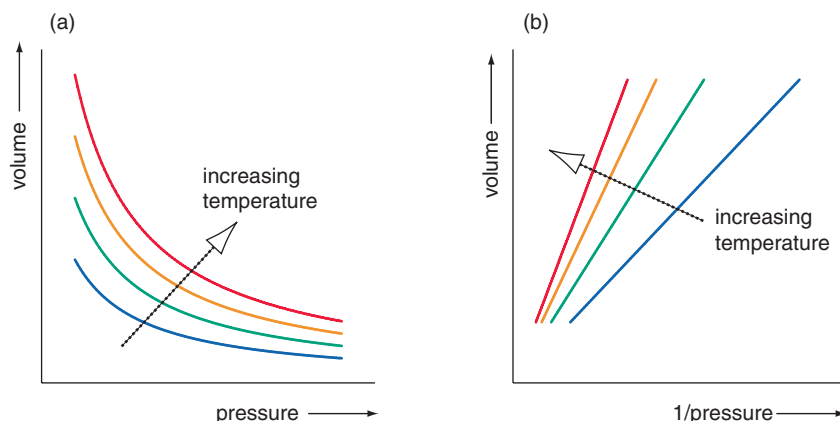 (a)
volume
increasing
temperature
pressure
(b)
volume
increasing
temperature
1/pressure